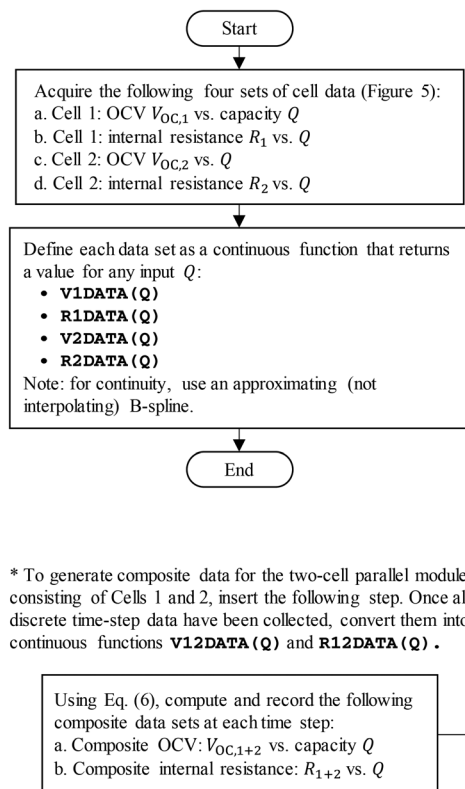 Start
Acquire the following four sets of cell data (Figure 5):
a. Cell 1: OCV V_OC,1 vs. capacity Q
b. Cell 1: internal resistance R_1 vs. Q
c. Cell 2: OCV V_OC,2 vs. Q
d. Cell 2: internal resistance R_2 vs. Q
Define each data set as a continuous function that returns
a value for any input Q:
• V1DATA(Q)
• R1DATA(Q)
• V2DATA(Q)
• R2DATA(Q)
Note: for continuity, use an approximating (not
interpolating) B-spline.
End
* To generate composite data for the two-cell parallel module
consisting of Cells 1 and 2, insert the following step. Once al
discrete time-step data have been collected, convert them into
continuous functions V12DATA(Q) and R12DATA(Q).
Using Eq. (6), compute and record the following
composite data sets at each time step:
a. Composite OCV: V_OC,1+2 vs. capacity Q
b. Composite internal resistance: R_1+2 vs. Q